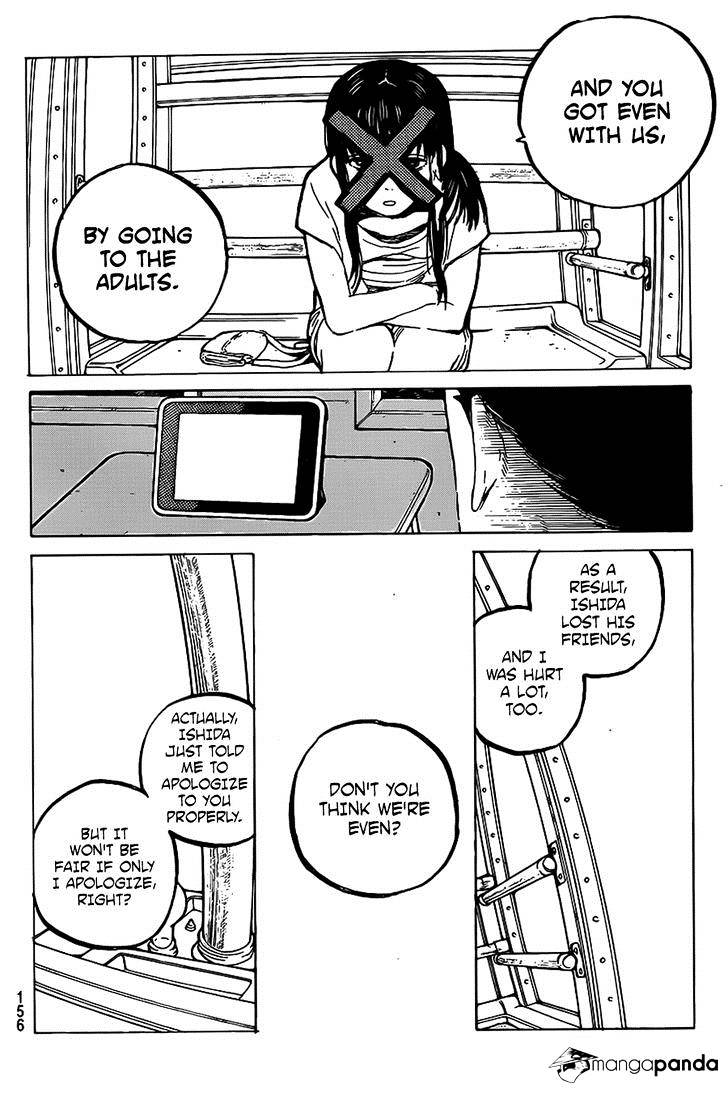 AND YOU
GOT EVEN
WITH US,
BY GOING
TO THE
ADULTS.
AS A
RESULT,
ISHIDA
LOST HIS
FRIENDS,
AND I
WAS HURT
A LOT,
TOO.
DON'T YOU
THINK WE'RE
EVEN?
ACTUALLY,
ISHIDA
JUST TOLD
ME TO
APOLOGIZE
TO YOU
PROPERLY.
BUT IT
WON'T BE
FAIR IF ONLY
I APOLOGIZE,
RIGHT?
156
mangapanda